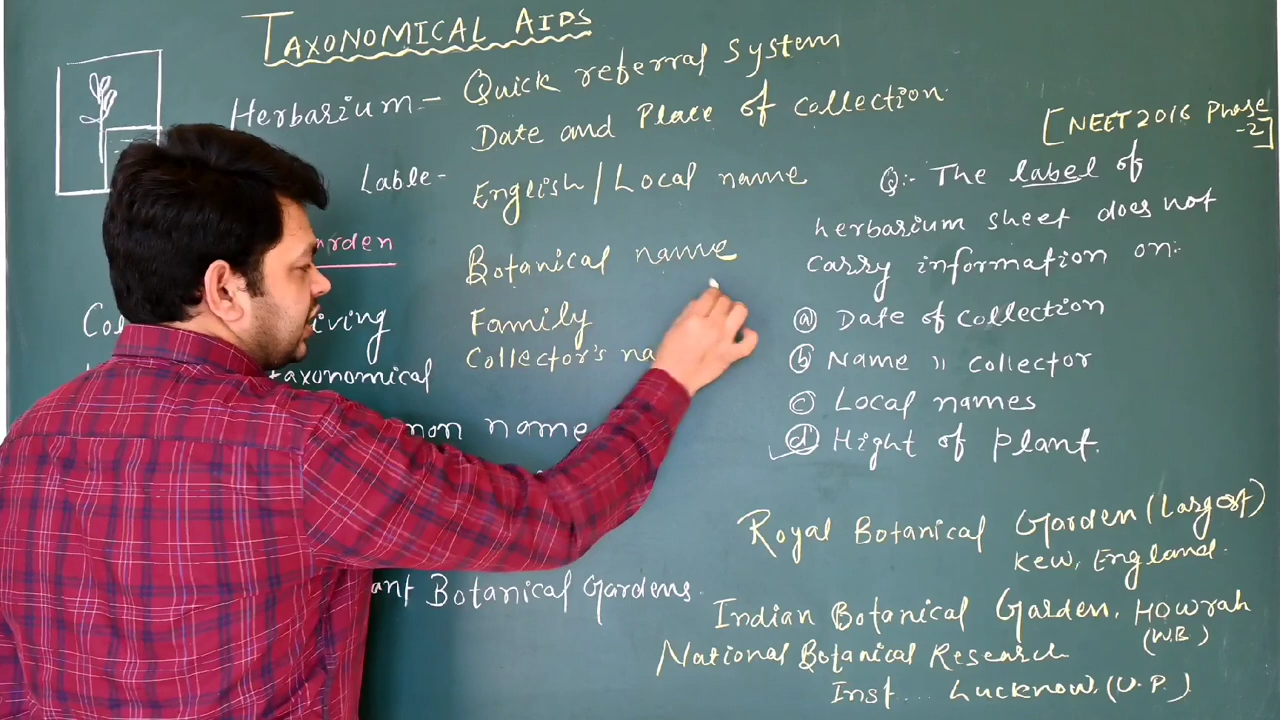 TAXONOMICAL AIDS
Herbarium - Quick referral system
Date and Place of collection.
Lable -
English/Local name
Botanical name
Family
Collector's na
arden
Co
iving
taxonomical
mon name
ant Botanical Gardens.
[NEET 2016 Phase
-2]
Q:- The label of
herbarium sheet does not
carry information on:-
(a) Date of collection
(b) Name " collector
(c) Local names
(d) Hight of plant.
Royal Botanical Garden (Largest)
Kew, England.
Indian Botanical Garden, Howrah
(W.B)
National Botanical Research
Inst... Lucknow. (U.P.)